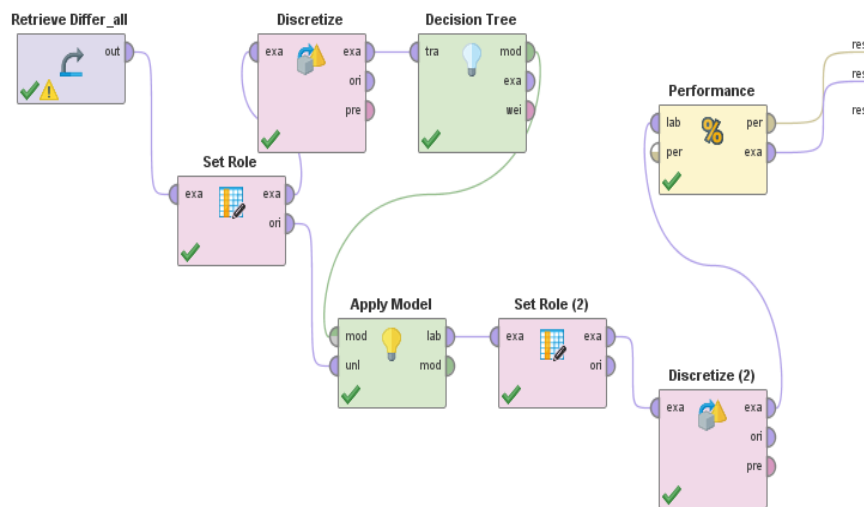 Retrieve Differ_all
out
Discretize
exa
exa
ori
pre
Decision Tree
tra
mod
exa
wei
Set Role
exa
exa
ori
Performance
lab
per
per
exa
res
res
res
Apply Model
mod
lab
unl
mod
Set Role (2)
exa
exa
ori
Discretize (2)
exa
exa
ori
pre
%